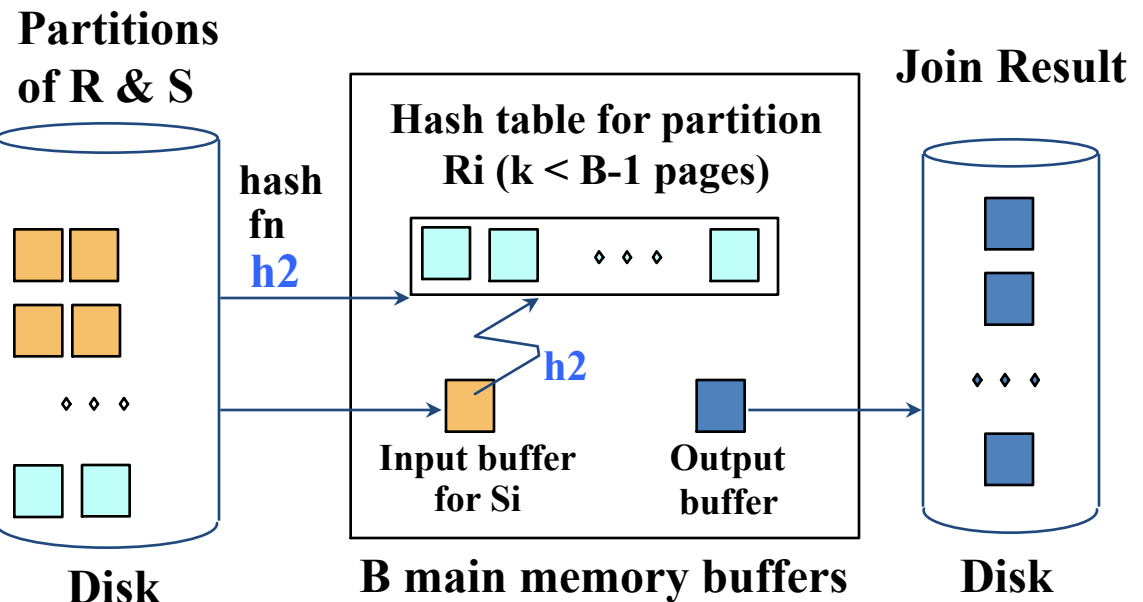 Partitions
of R & S
hash
fn
h2
Hash table for partition
Ri (k < B-1 pages)
h2
Input buffer
for Si
Output
buffer
Join Result
Disk
B main memory buffers
Disk